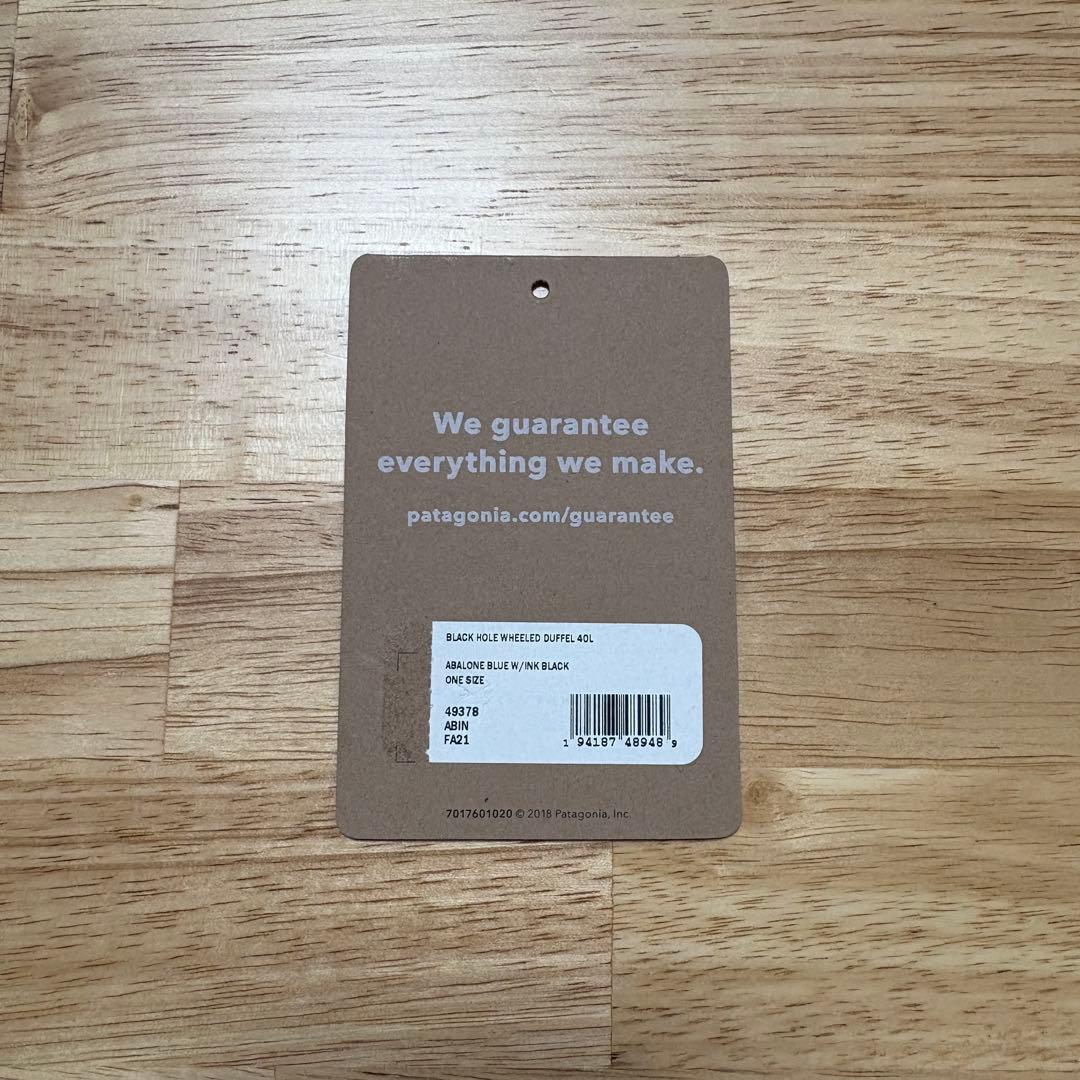 We guarantee
everything we make.
patagonia.com/guarantee
BLACK HOLE WHEELED DUFFEL 40L
ABALONE BLUE W/INK BLACK
ONE SIZE
49378
ABIN
FA21
1 94187 48948 9
7017601020 © 2018 Patagonia, Inc.